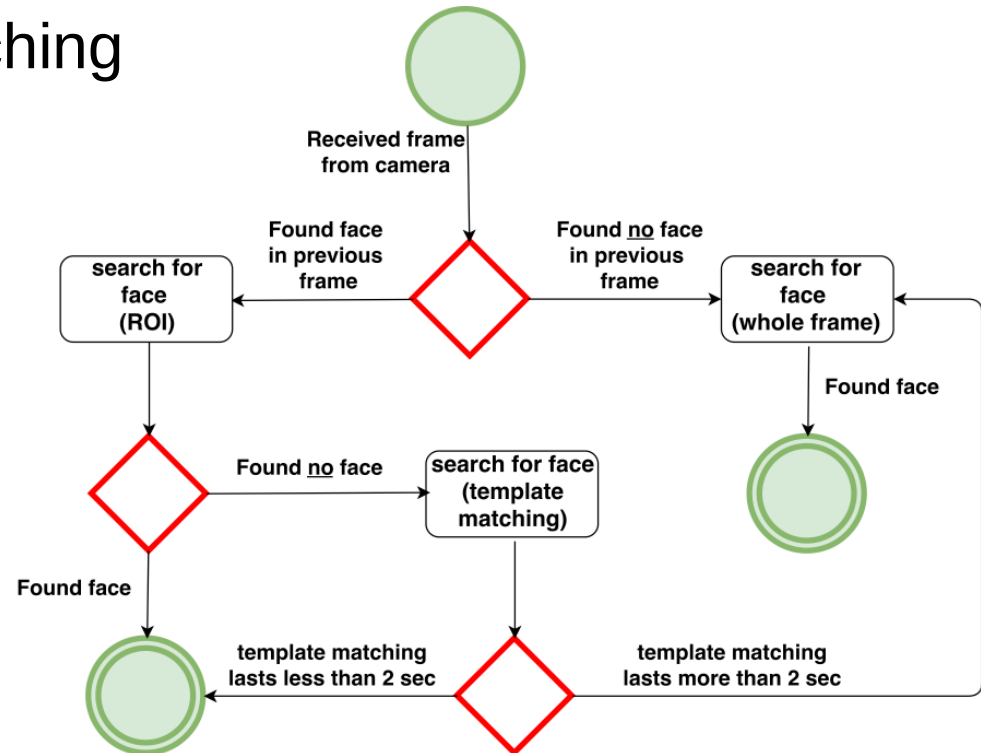 ching
Received frame
from camera
Found face
in previous
frame
Found no face
in previous
frame
search for
face
(ROI)
search for
face
(whole frame)
Found face
Found no face
search for face
(template
matching)
Found face
template matching
lasts less than 2 sec
template matching
lasts more than 2 sec